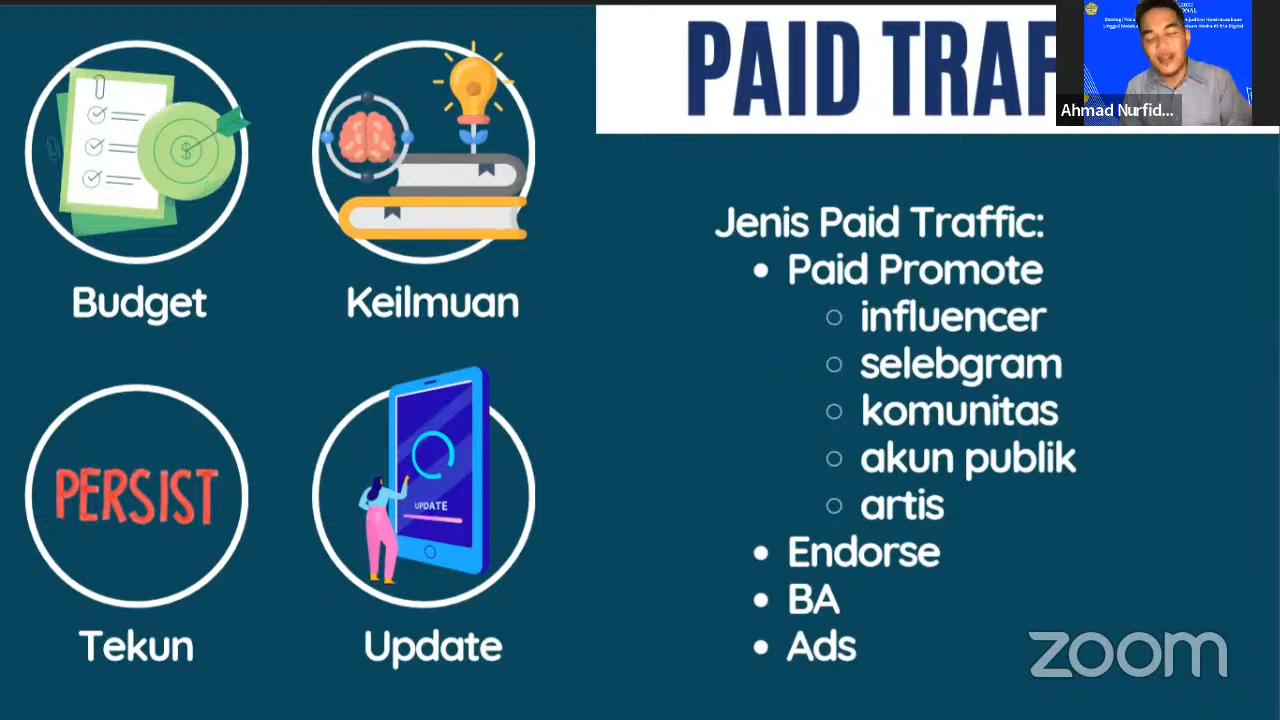 PAID TRAF
Ahmad Nurfid...
Budget
Keilmuan
PERSIST
UPDATE
Tekun
Update
Jenis Paid Traffic:
• Paid Promote
○ influencer
○ selebgram
○ komunitas
○ akun publik
○ artis
• Endorse
• BA
• Ads
zoom